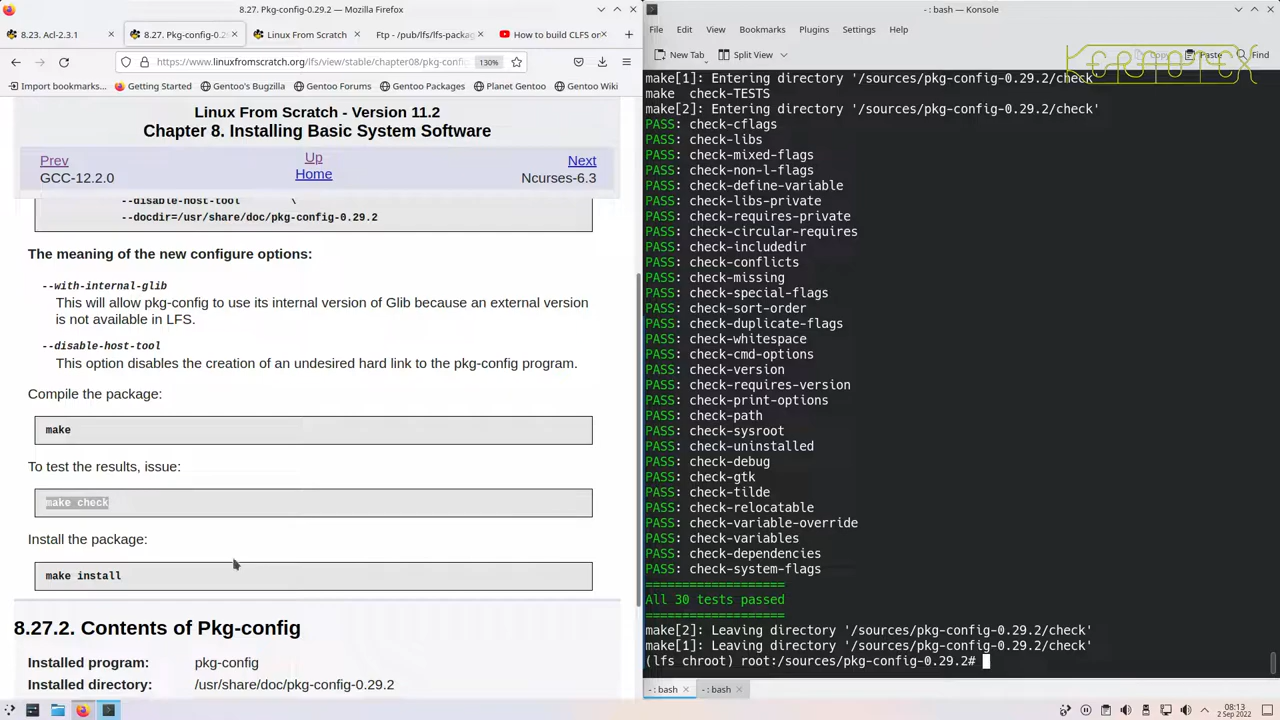 8.27. Pkg-config-0.29.2 — Mozilla Firefox
8.23. Acl-2.3.1
8.27. Pkg-config-0.29
Linux From Scratch
Ftp - /pub/lfs/lfs-package
How to build CLFS on
https://www.linuxfromscratch.org/lfs/view/stable/chapter08/pkg-config
Import bookmarks...
Getting Started
Gentoo's Bugzilla
Gentoo Forums
Gentoo Packages
Planet Gentoo
Gentoo Wiki
Linux From Scratch - Version 11.2
Chapter 8. Installing Basic System Software
Prev
Up
Next
GCC-12.2.0
Home
Ncurses-6.3
--disable-host-tool \
--docdir=/usr/share/doc/pkg-config-0.29.2
The meaning of the new configure options:
--with-internal-glib
This will allow pkg-config to use its internal version of Glib because an external version
is not available in LFS.
--disable-host-tool
This option disables the creation of an undesired hard link to the pkg-config program.
Compile the package:
make
To test the results, issue:
make check
Install the package:
make install
8.27.2. Contents of Pkg-config
Installed program: pkg-config
Installed directory: /usr/share/doc/pkg-config-0.29.2
- : bash — Konsole
File Edit View Bookmarks Plugins Settings Help
New Tab Split View Copy Paste Find
make[1]: Entering directory '/sources/pkg-config-0.29.2/check'
make check-TESTS
make[2]: Entering directory '/sources/pkg-config-0.29.2/check'
PASS: check-cflags
PASS: check-libs
PASS: check-mixed-flags
PASS: check-non-l-flags
PASS: check-define-variable
PASS: check-libs-private
PASS: check-requires-private
PASS: check-circular-requires
PASS: check-includedir
PASS: check-conflicts
PASS: check-missing
PASS: check-special-flags
PASS: check-sort-order
PASS: check-duplicate-flags
PASS: check-whitespace
PASS: check-cmd-options
PASS: check-version
PASS: check-requires-version
PASS: check-print-options
PASS: check-path
PASS: check-sysroot
PASS: check-uninstalled
PASS: check-debug
PASS: check-gtk
PASS: check-tilde
PASS: check-relocatable
PASS: check-variable-override
PASS: check-variables
PASS: check-dependencies
PASS: check-system-flags
===================
All 30 tests passed
===================
make[2]: Leaving directory '/sources/pkg-config-0.29.2/check'
make[1]: Leaving directory '/sources/pkg-config-0.29.2/check'
(lfs chroot) root:/sources/pkg-config-0.29.2#
- : bash
- : bash
08:13
2 Sep 2022